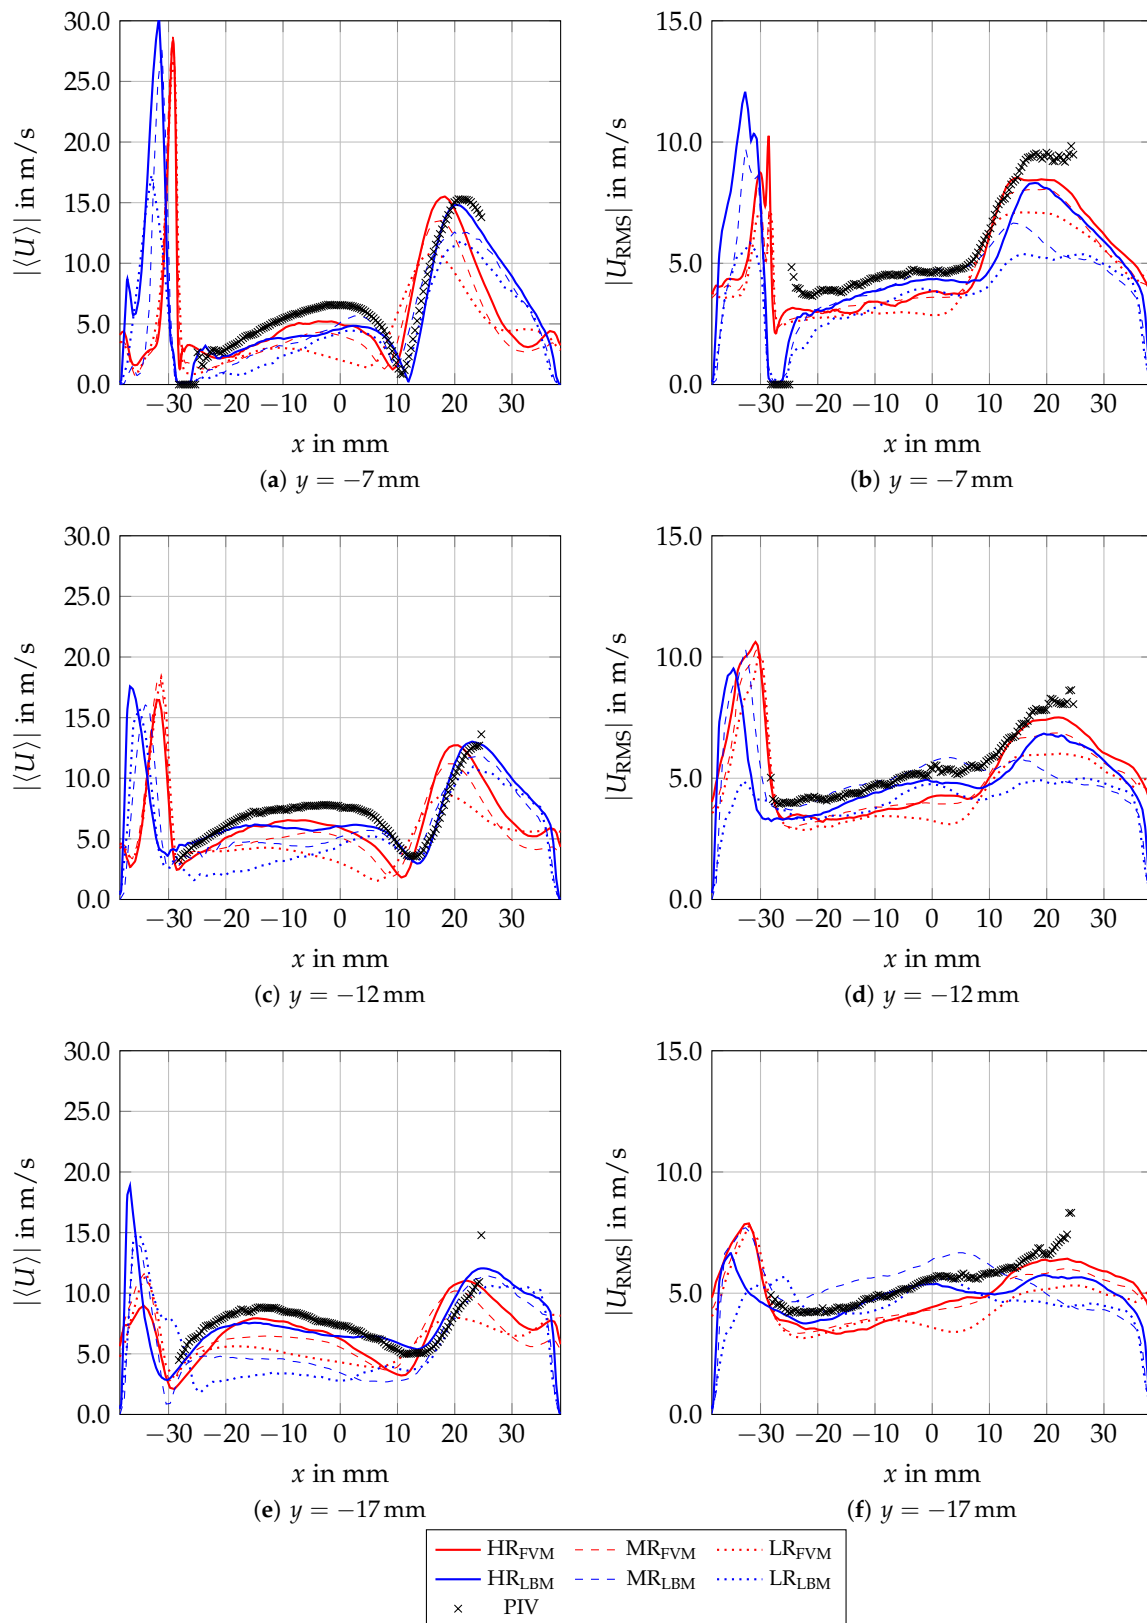 30.0
25.0
20.0
15.0
10.0
5.0
0.0
−30 −20 −10 0 10 20 30
|⟨U⟩| in m/s
x in mm
(a) y = −7 mm
15.0
10.0
5.0
0.0
−30 −20 −10 0 10 20 30
|U_RMS| in m/s
x in mm
(b) y = −7 mm
30.0
25.0
20.0
15.0
10.0
5.0
0.0
−30 −20 −10 0 10 20 30
|⟨U⟩| in m/s
x in mm
(c) y = −12 mm
15.0
10.0
5.0
0.0
−30 −20 −10 0 10 20 30
|U_RMS| in m/s
x in mm
(d) y = −12 mm
30.0
25.0
20.0
15.0
10.0
5.0
0.0
−30 −20 −10 0 10 20 30
|⟨U⟩| in m/s
x in mm
(e) y = −17 mm
15.0
10.0
5.0
0.0
−30 −20 −10 0 10 20 30
|U_RMS| in m/s
x in mm
(f) y = −17 mm
HR_FVM MR_FVM LR_FVM
HR_LBM MR_LBM LR_LBM
PIV